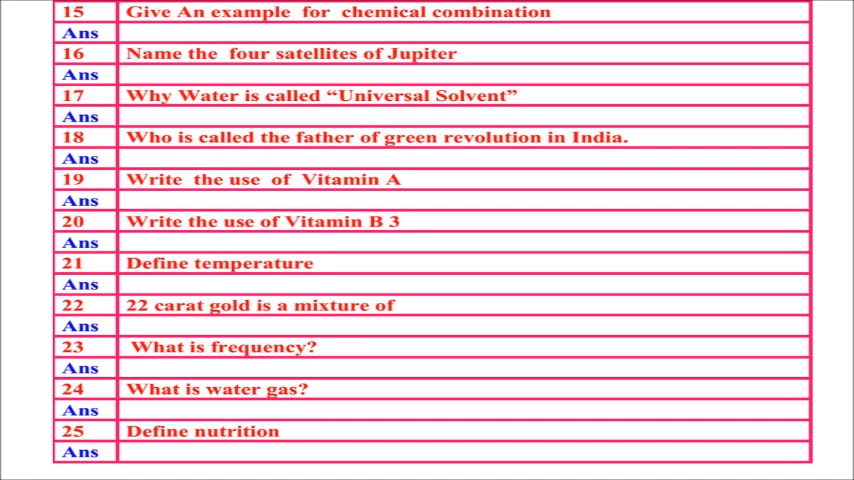 15 Give An example for chemical combination
Ans
16 Name the four satellites of Jupiter
Ans
17 Why Water is called “Universal Solvent”
Ans
18 Who is called the father of green revolution in India.
Ans
19 Write the use of Vitamin A
Ans
20 Write the use of Vitamin B 3
Ans
21 Define temperature
Ans
22 22 carat gold is a mixture of
Ans
23 What is frequency?
Ans
24 What is water gas?
Ans
25 Define nutrition
Ans